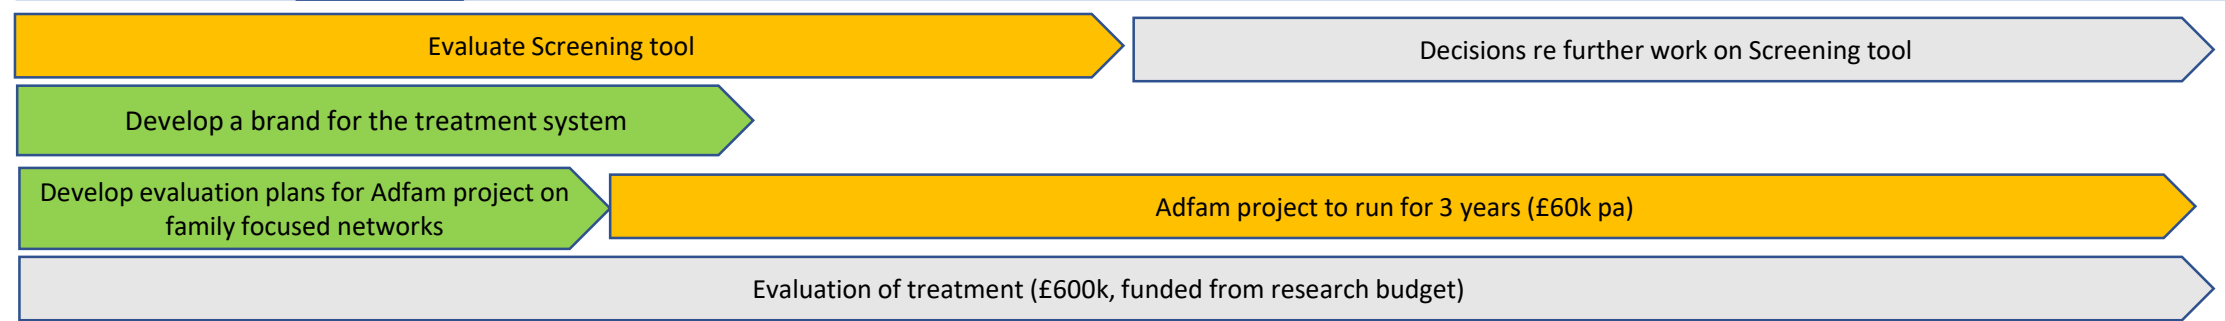 Evaluate Screening tool
Decisions re further work on Screening tool
Develop a brand for the treatment system
Develop evaluation plans for Adfam project on
family focused networks
Adfam project to run for 3 years (£60k pa)
Evaluation of treatment (£600k, funded from research budget)